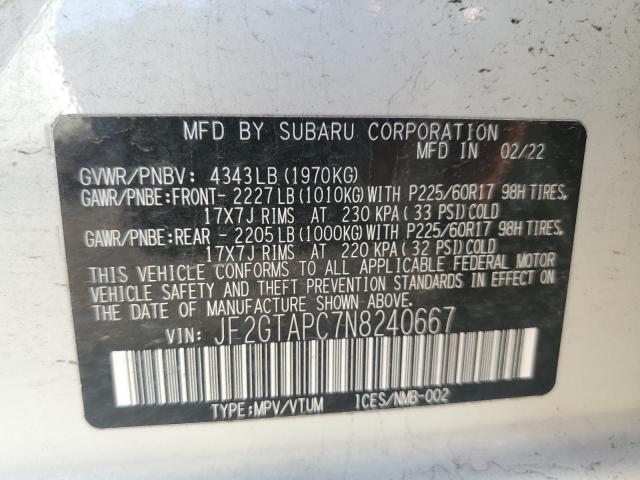 MFD BY SUBARU CORPORATION
MFD IN 02/22
GVWR/PNBV: 4343LB (1970KG)
GAWR/PNBE:FRONT- 2227LB (1010KG) WITH P225/60R17 98H TIRES,
17X7J RIMS AT 230 KPA ( 33 PSI) COLD
GAWR/PNBE:REAR - 2205LB (1000KG) WITH P225/60R17 98H TIRES,
17X7J RIMS AT 220 KPA ( 32 PSI) COLD
THIS VEHICLE CONFORMS TO ALL APPLICABLE FEDERAL MOTOR
VEHICLE SAFETY AND THEFT PREVENTION STANDARDS IN EFFECT ON
THE DATE OF MANUFACTURE SHOWN ABOVE.
VIN: JF2GTAPC7N8240667
TYPE:MPV/VTUM ICES/NMB-002